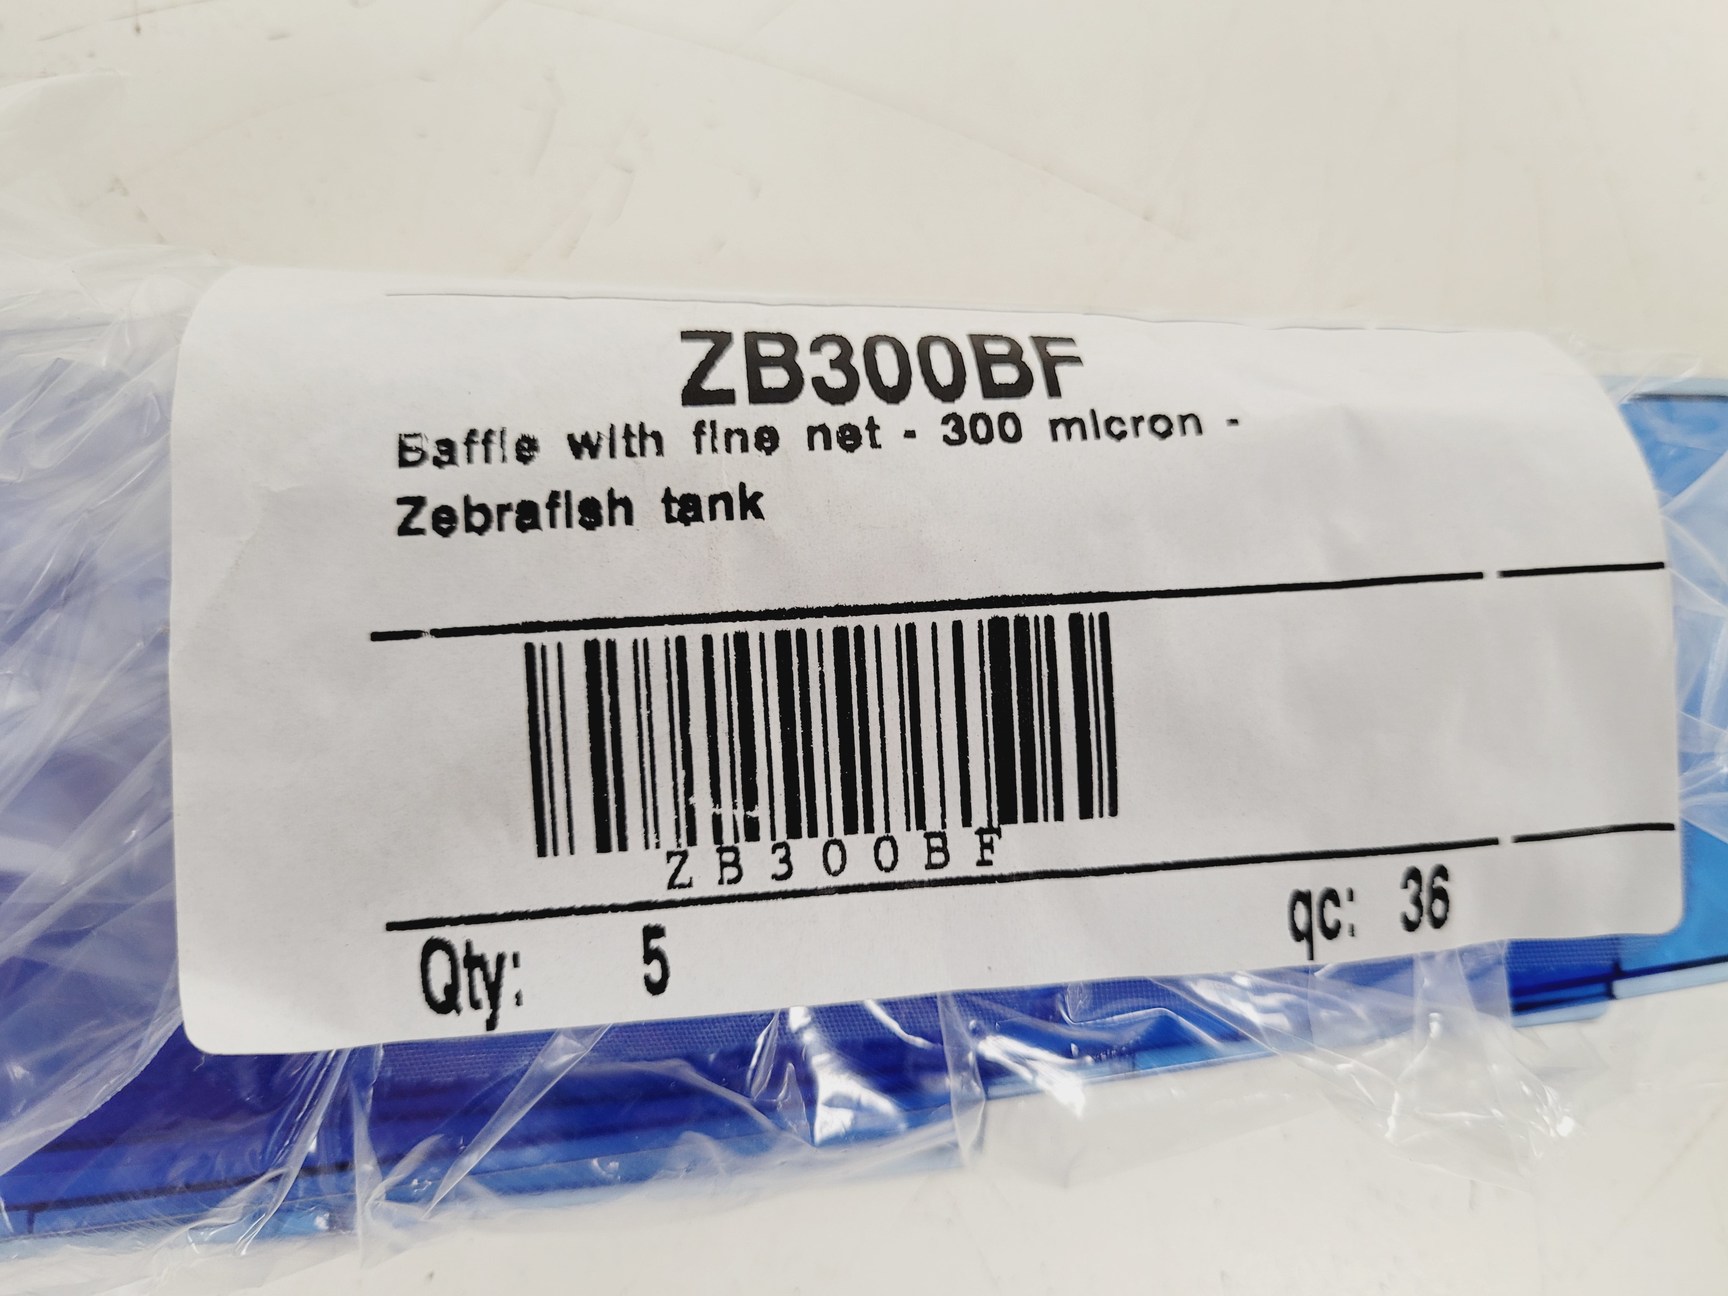 ZB300BF
Baffle with fine net - 300 micron -
Zebrafish tank
ZB300BF
Qty: 5 qc: 36